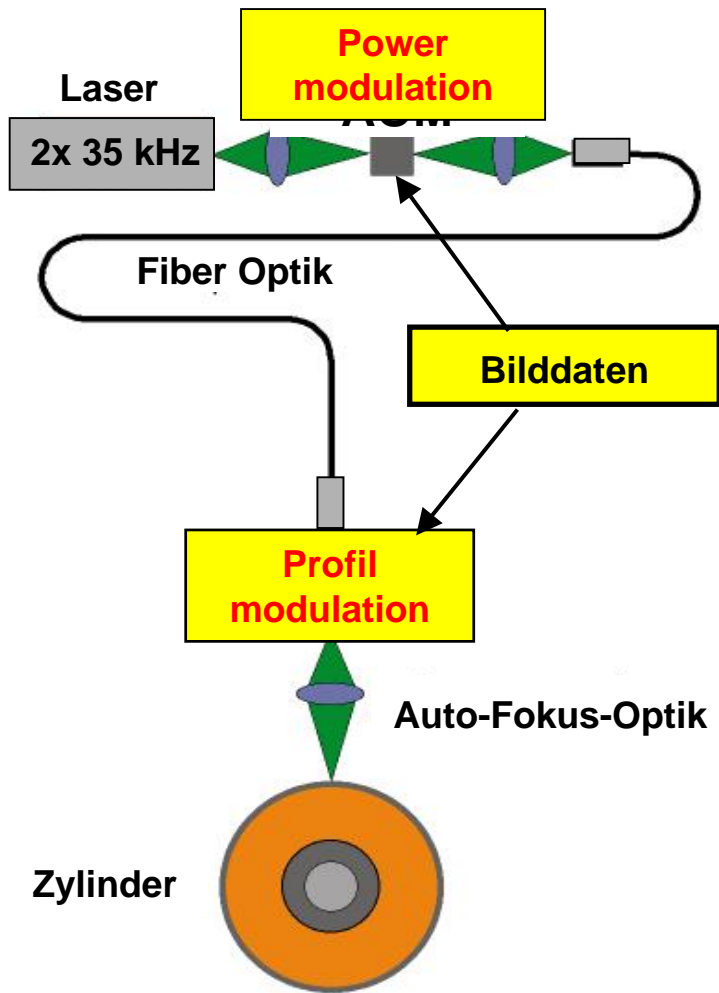 Power
modulation
Laser
2x 35 kHz
Fiber Optik
Bilddaten
Profil
modulation
Auto-Fokus-Optik
Zylinder